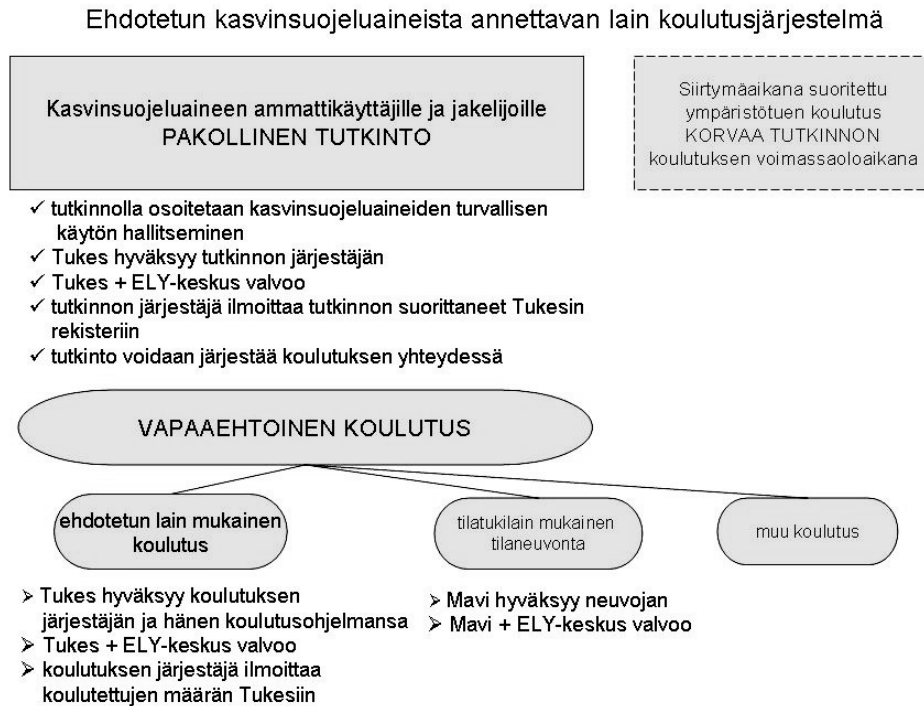 Ehdotetun kasvinsuojeluaineista annettavan lain koulutusjärjestelmä
Kasvinsuojeluaineen ammattikäyttäjille ja jakelijoille
PAKOLLINEN TUTKINTO
Siirtymäaikana suoritettu
ympäristötuen koulutus
KORVAA TUTKINNON
koulutuksen voimassaoloaikana
✓ tutkinnolla osoitetaan kasvinsuojeluaineiden turvallisen
käytön hallitseminen
✓ Tukes hyväksyy tutkinnon järjestäjän
✓ Tukes + ELY-keskus valvoo
✓ tutkinnon järjestäjä ilmoittaa tutkinnon suorittaneet Tukesin
rekisteriin
✓ tutkinto voidaan järjestää koulutuksen yhteydessä
VAPAAEHTOINEN KOULUTUS
ehdotetun lain mukainen
koulutus
tilatukilain mukainen
tilaneuvonta
muu koulutus
➢ Tukes hyväksyy koulutuksen
järjestäjän ja hänen koulutusohjelmansa
➢ Tukes + ELY-keskus valvoo
➢ koulutuksen järjestäjä ilmoittaa
koulutettujen määrän Tukesiin
➢ Mavi hyväksyy neuvojan
➢ Mavi + ELY-keskus valvoo